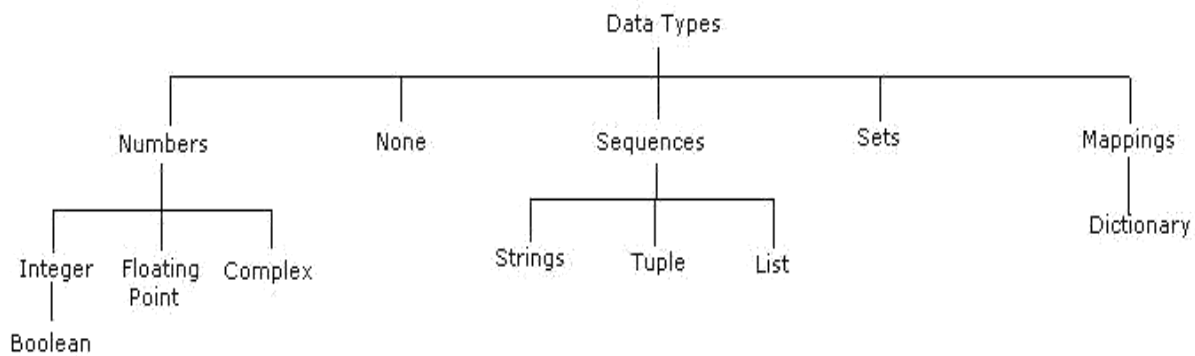 Data Types
Numbers
None
Sequences
Sets
Mappings
Integer
Floating
Point
Complex
Strings
Tuple
List
Dictionary
Boolean